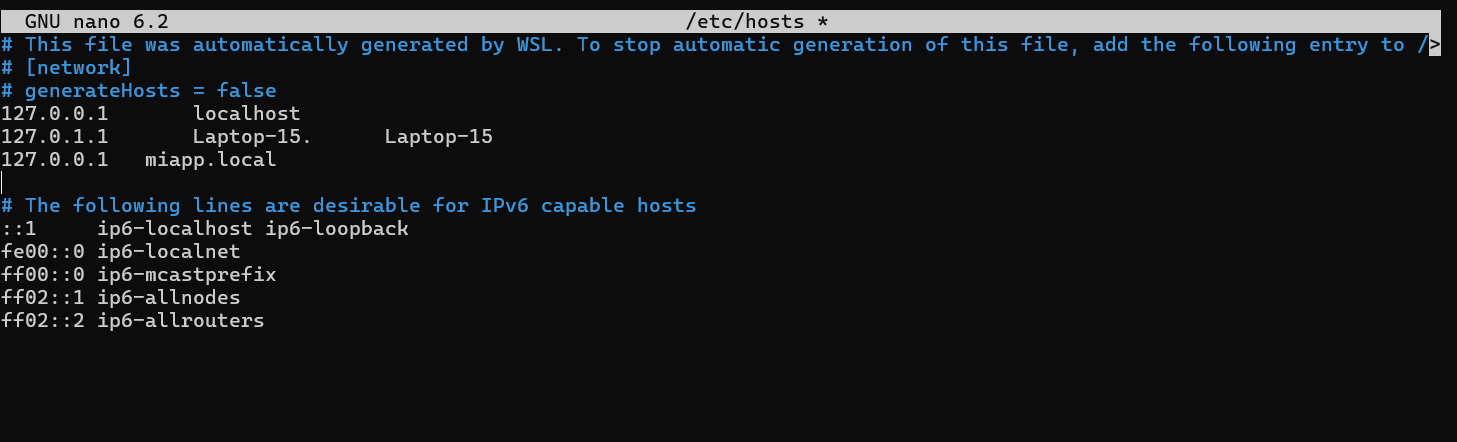 GNU nano 6.2 /etc/hosts *
# This file was automatically generated by WSL. To stop automatic generation of this file, add the following entry to />
# [network]
# generateHosts = false
127.0.0.1 localhost
127.0.1.1 Laptop-15. Laptop-15
127.0.0.1 miapp.local
# The following lines are desirable for IPv6 capable hosts
::1 ip6-localhost ip6-loopback
fe00::0 ip6-localnet
ff00::0 ip6-mcastprefix
ff02::1 ip6-allnodes
ff02::2 ip6-allrouters